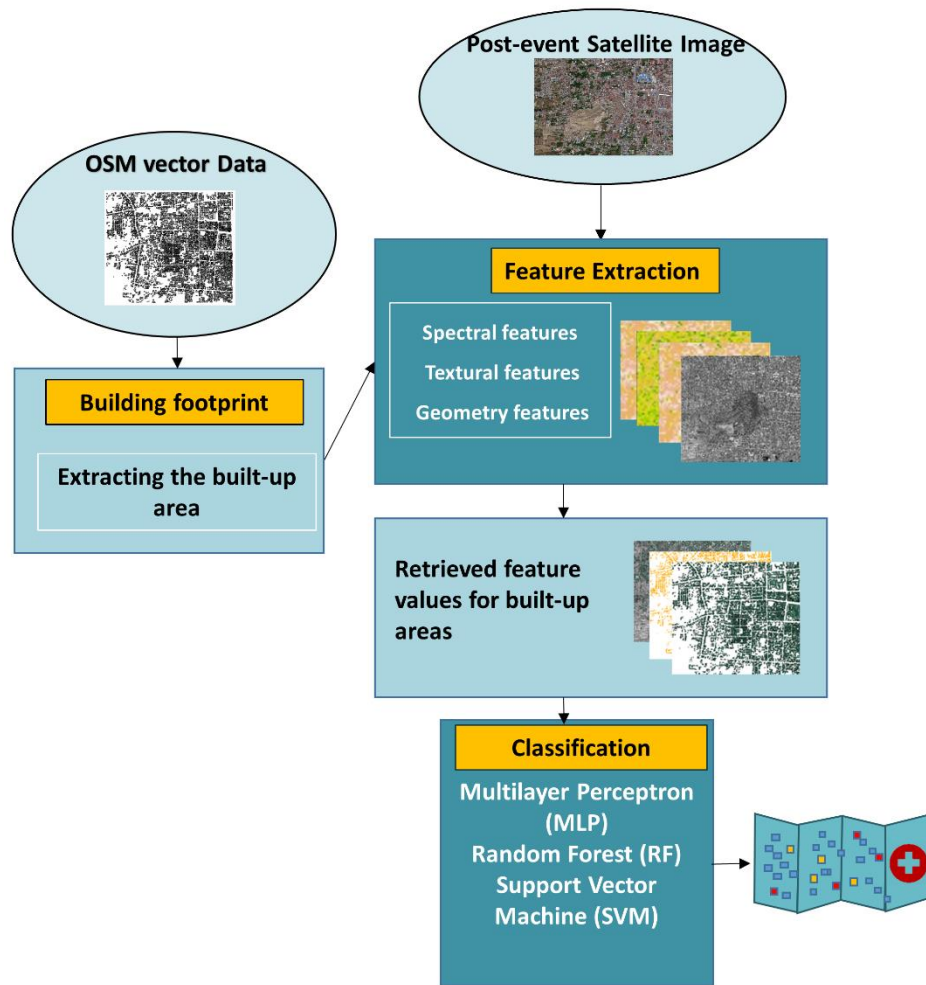 Post-event Satellite Image
OSM vector Data
Feature Extraction
Spectral features
Textural features
Geometry features
Building footprint
Extracting the built-up
area
Retrieved feature
values for built-up
areas
Classification
Multilayer Perceptron
(MLP)
Random Forest (RF)
Support Vector
Machine (SVM)